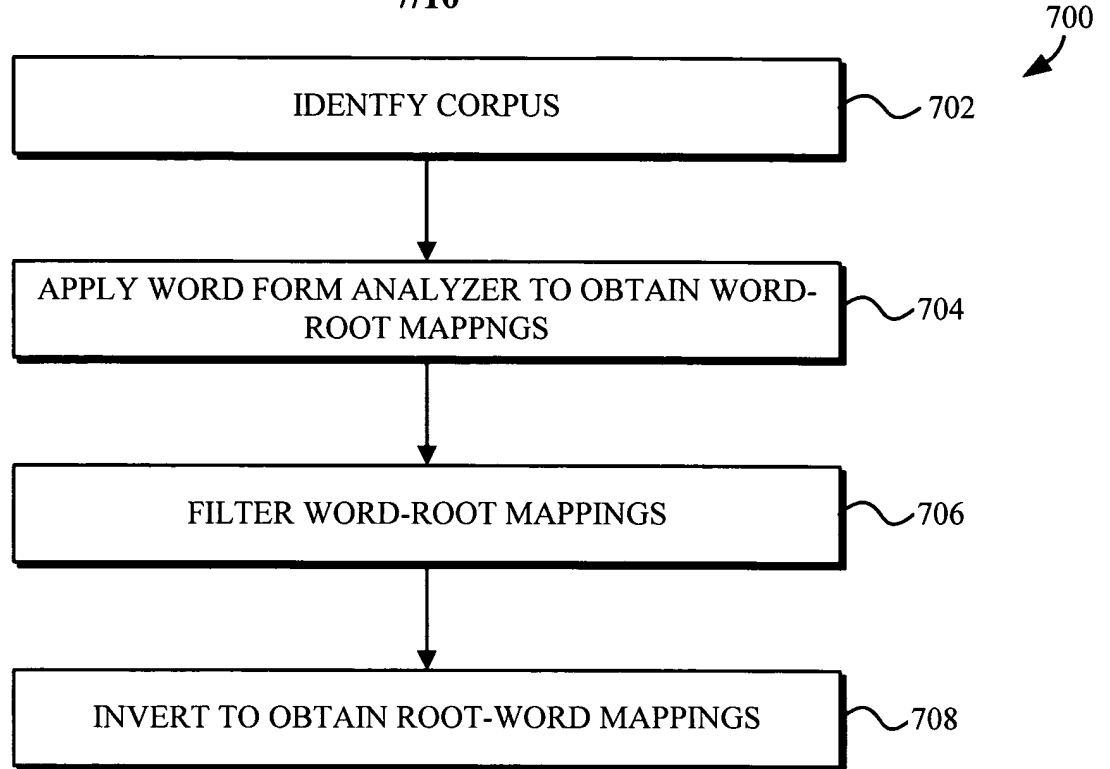 7/16
700
IDENTFY CORPUS
702
APPLY WORD FORM ANALYZER TO OBTAIN WORD-
ROOT MAPPNGS
704
FILTER WORD-ROOT MAPPINGS
706
INVERT TO OBTAIN ROOT-WORD MAPPINGS
708